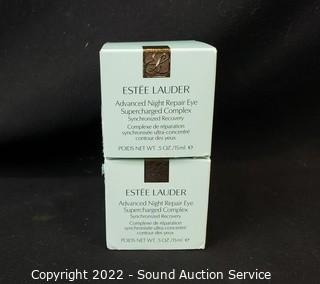 ESTĒE LAUDER
Advanced Night Repair Eye
Supercharged Complex
Synchronized Recovery
Complexe de réparation
synchronisée ultra-concentré
contour des yeux
POIDS NET WT. .5 OZ./15ml ℮
ESTĒE LAUDER
Advanced Night Repair Eye
Supercharged Complex
Synchronized Recovery
Complexe de réparation
synchronisée ultra-concentré
contour des yeux
POIDS NET WT. .5 OZ./15ml ℮
Copyright 2022 - Sound Auction Service